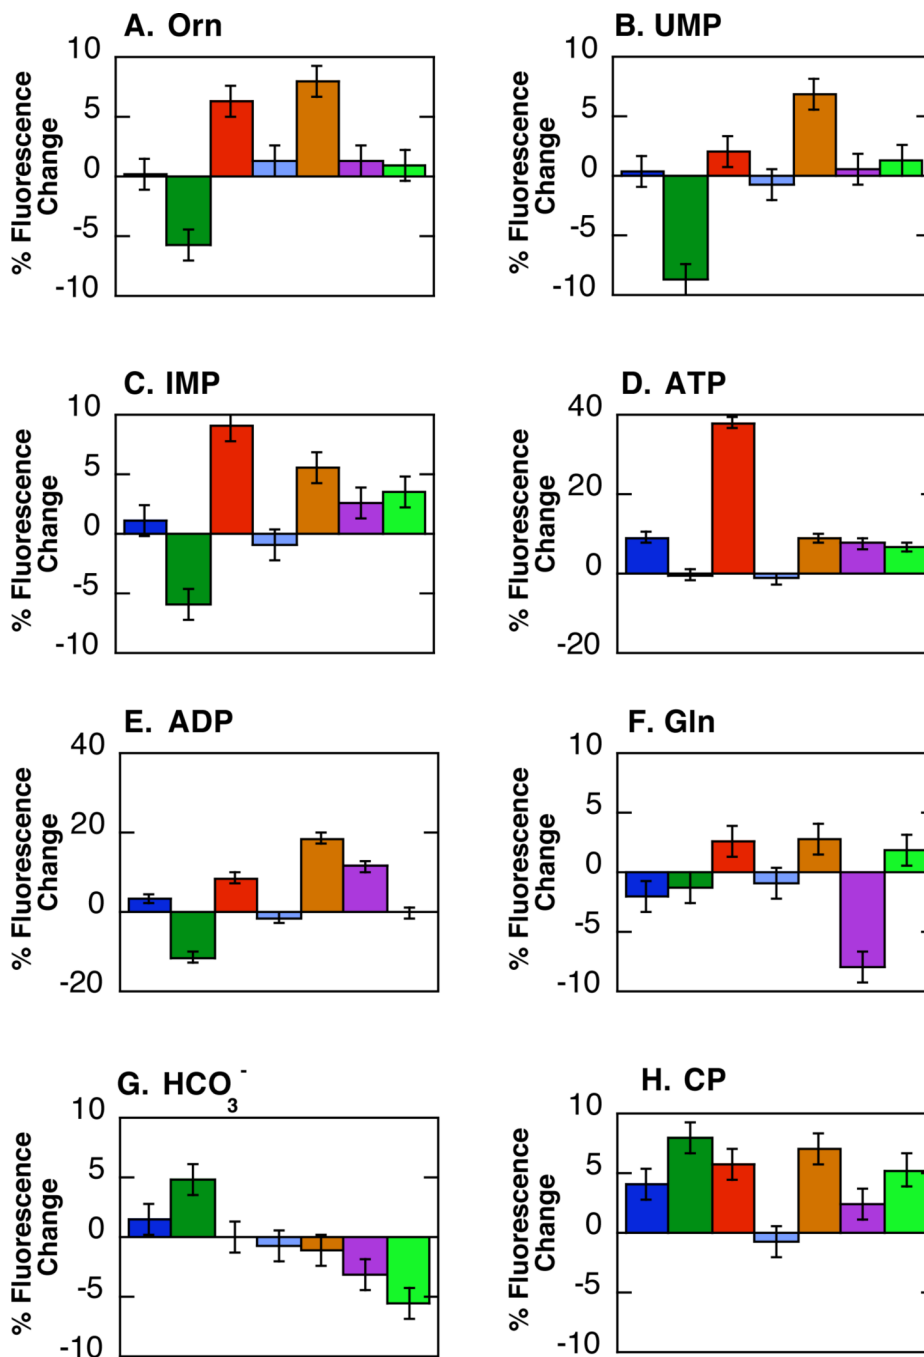 A. Orn
10
5
0
-5
-10
% Fluorescence
Change
B. UMP
10
5
0
-5
-10
% Fluorescence
Change
C. IMP
10
5
0
-5
-10
% Fluorescence
Change
D. ATP
40
20
0
-20
% Fluorescence
Change
E. ADP
40
20
0
-20
% Fluorescence
Change
F. Gln
10
5
0
-5
-10
% Fluorescence
Change
G. HCO3-
10
5
0
-5
-10
% Fluorescence
Change
H. CP
10
5
0
-5
-10
% Fluorescence
Change